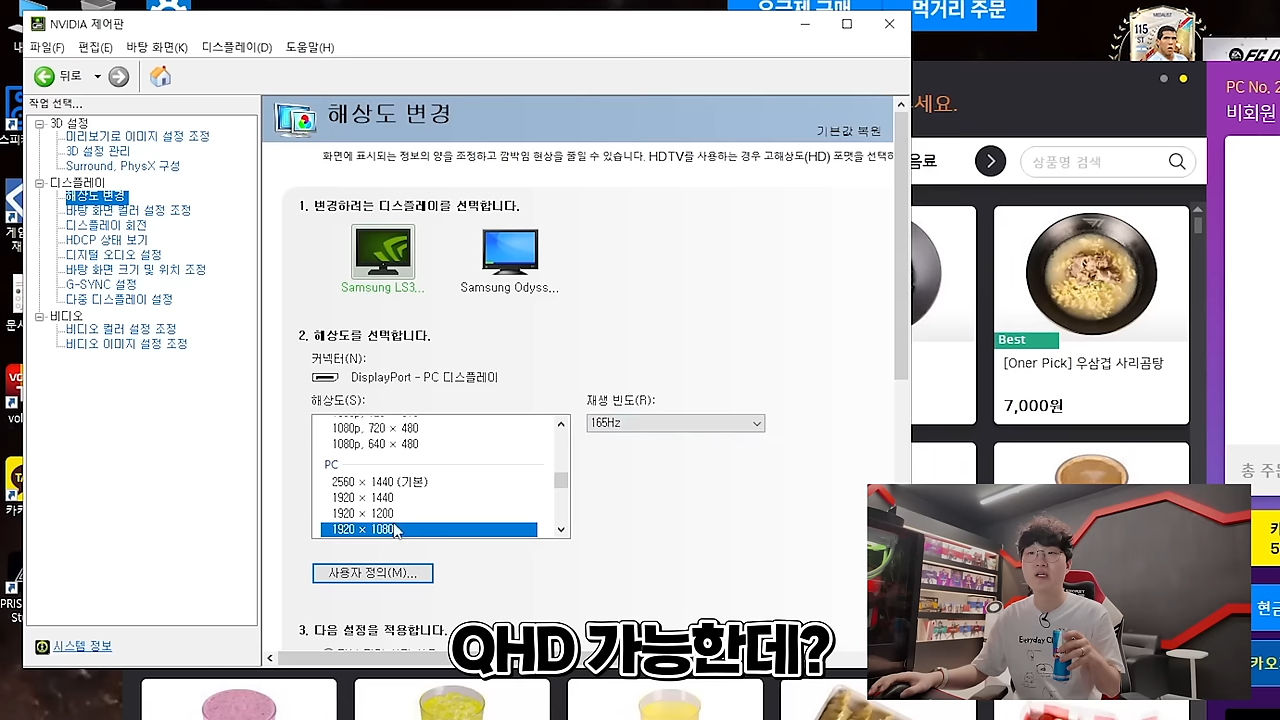 NVIDIA 제어판
파일(F) 편집(E) 바탕 화면(K) 디스플레이(D) 도움말(H)
뒤로
작업 선택...
3D 설정
미리보기로 이미지 설정 조정
3D 설정 관리
Surround, PhysX 구성
디스플레이
해상도 변경
바탕 화면 컬러 설정 조정
디스플레이 회전
HDCP 상태 보기
디지털 오디오 설정
바탕 화면 크기 및 위치 조정
G-SYNC 설정
다중 디스플레이 설정
비디오
비디오 컬러 설정 조정
비디오 이미지 설정 조정
시스템 정보
해상도 변경
기본값 복원
화면에 표시되는 정보의 양을 조정하고 깜박임 현상을 줄일 수 있습니다. HDTV를 사용하는 경우 고해상도(HD) 포맷을 선택하
1. 변경하려는 디스플레이를 선택합니다.
Samsung LS3... Samsung Odyss...
2. 해상도를 선택합니다.
커넥터(N):
DisplayPort - PC 디스플레이
해상도(S): 재생 빈도(R):
165Hz
1080p, 720 × 480
1080p, 640 × 480
PC
2560 × 1440 (기본)
1920 × 1440
1920 × 1200
1920 × 1080
사용자 정의(M)...
3. 다음 설정을 적용합니다.
QHD 가능한데?
요금제 구매 먹거리 주문
115
ST
세요.
PC No. 2
비회원
음료
상품명 검색
Best
[Oner Pick] 우삼겹 사리곰탕
7,000원
총 주문
카
5
현금
카카오